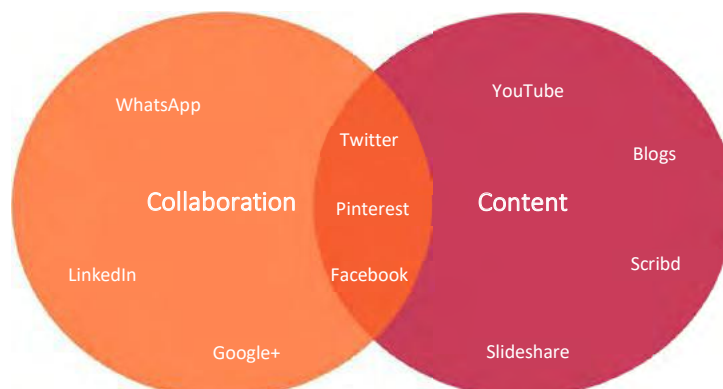 YouTube
WhatsApp
Twitter
Blogs
Collaboration
Pinterest
Content
Scribd
LinkedIn
Facebook
Google+
Slideshare